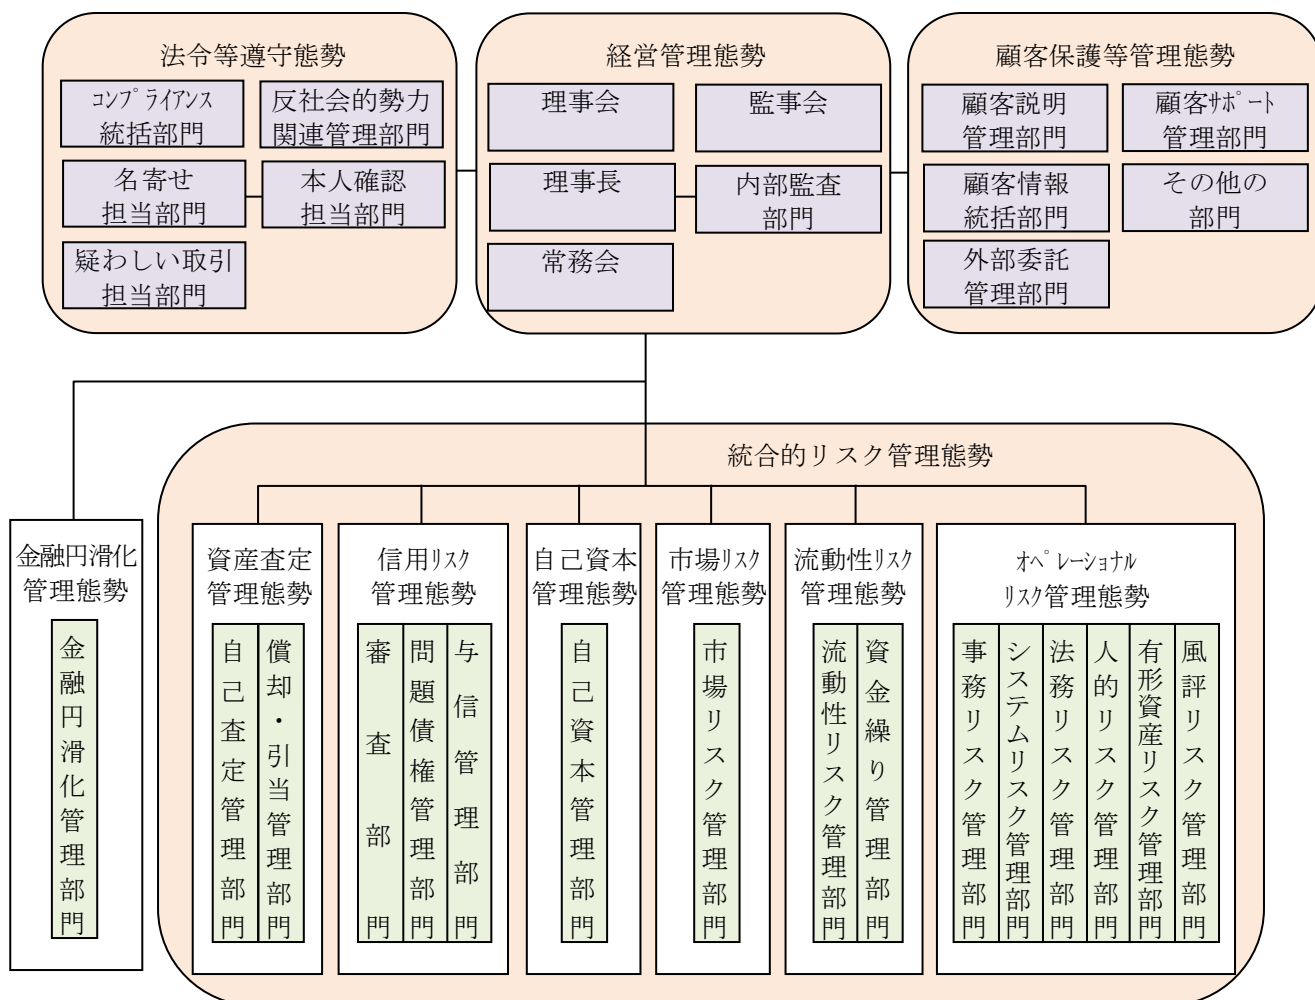 法令等遵守態勢
コンプライアンス
統括部門
反社会的勢力
関連管理部門
名寄せ
担当部門
本人確認
担当部門
疑わしい取引
担当部門
経営管理態勢
理事会
監事会
理事長
内部監査
部門
常務会
顧客保護等管理態勢
顧客説明
管理部門
顧客サポート
管理部門
顧客情報
統括部門
その他の
部門
外部委託
管理部門
統合的リスク管理態勢
金融円滑化
管理態勢
金融円滑化管理部門
資産査定
管理態勢
自己査定管理部門
償却・引当管理部門
信用リスク
管理態勢
審査部門
問題債権管理部門
与信管理部門
自己資本
管理態勢
自己資本管理部門
市場リスク
管理態勢
市場リスク管理部門
流動性リスク
管理態勢
流動性リスク管理部門
資金繰り管理部門
オペレーショナル
リスク管理態勢
事務リスク管理部門
システムリスク管理部門
法務リスク管理部門
人的リスク管理部門
有形資産リスク管理部門
風評リスク管理部門